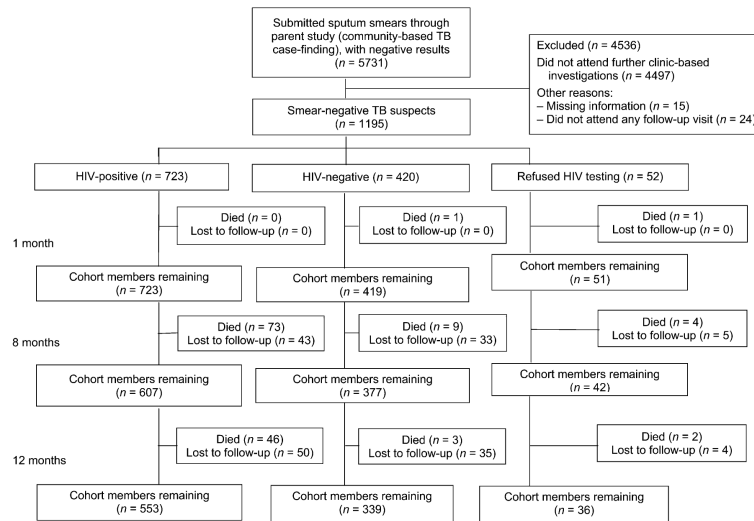 Submitted sputum smears through
parent study (community-based TB
case-finding), with negative results
(n = 5731)
Excluded (n = 4536)
Did not attend further clinic-based
investigations (n = 4497)
Other reasons:
– Missing information (n = 15)
– Did not attend any follow-up visit (n = 24)
Smear-negative TB suspects
(n = 1195)
HIV-positive (n = 723)
HIV-negative (n = 420)
Refused HIV testing (n = 52)
Died (n = 0)
Lost to follow-up (n = 0)
Died (n = 1)
Lost to follow-up (n = 0)
Died (n = 1)
Lost to follow-up (n = 0)
1 month
Cohort members remaining
(n = 723)
Cohort members remaining
(n = 419)
Cohort members remaining
(n = 51)
Died (n = 73)
Lost to follow-up (n = 43)
Died (n = 9)
Lost to follow-up (n = 33)
Died (n = 4)
Lost to follow-up (n = 5)
8 months
Cohort members remaining
(n = 607)
Cohort members remaining
(n = 377)
Cohort members remaining
(n = 42)
Died (n = 46)
Lost to follow-up (n = 50)
Died (n = 3)
Lost to follow-up (n = 35)
Died (n = 2)
Lost to follow-up (n = 4)
12 months
Cohort members remaining
(n = 553)
Cohort members remaining
(n = 339)
Cohort members remaining
(n = 36)